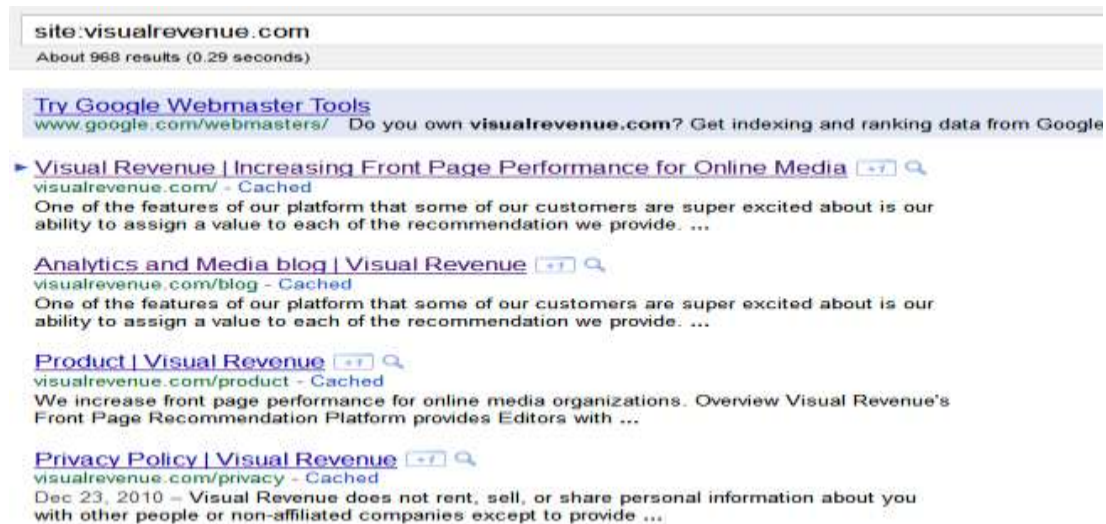 site:visualrevenue.com
About 968 results (0.29 seconds)
Try Google Webmaster Tools
www.google.com/webmasters/ Do you own visualrevenue.com? Get indexing and ranking data from Google
Visual Revenue | Increasing Front Page Performance for Online Media +1
visualrevenue.com/ - Cached
One of the features of our platform that some of our customers are super excited about is our
ability to assign a value to each of the recommendation we provide. ...
Analytics and Media blog | Visual Revenue +1
visualrevenue.com/blog - Cached
One of the features of our platform that some of our customers are super excited about is our
ability to assign a value to each of the recommendation we provide. ...
Product | Visual Revenue +1
visualrevenue.com/product - Cached
We increase front page performance for online media organizations. Overview Visual Revenue's
Front Page Recommendation Platform provides Editors with ...
Privacy Policy | Visual Revenue +1
visualrevenue.com/privacy - Cached
Dec 23, 2010 – Visual Revenue does not rent, sell, or share personal information about you
with other people or non-affiliated companies except to provide ...